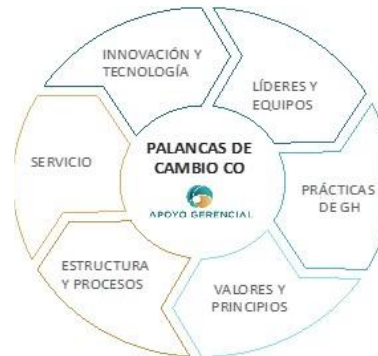 INNOVACIÓN Y
TECNOLOGÍA
LÍDERES Y
EQUIPOS
SERVICIO
PALANCAS DE
CAMBIO CO
APOYO GERENCIAL
PRÁCTICAS
DE GH
ESTRUCTURA
Y PROCESOS
VALORES Y
PRINCIPIOS